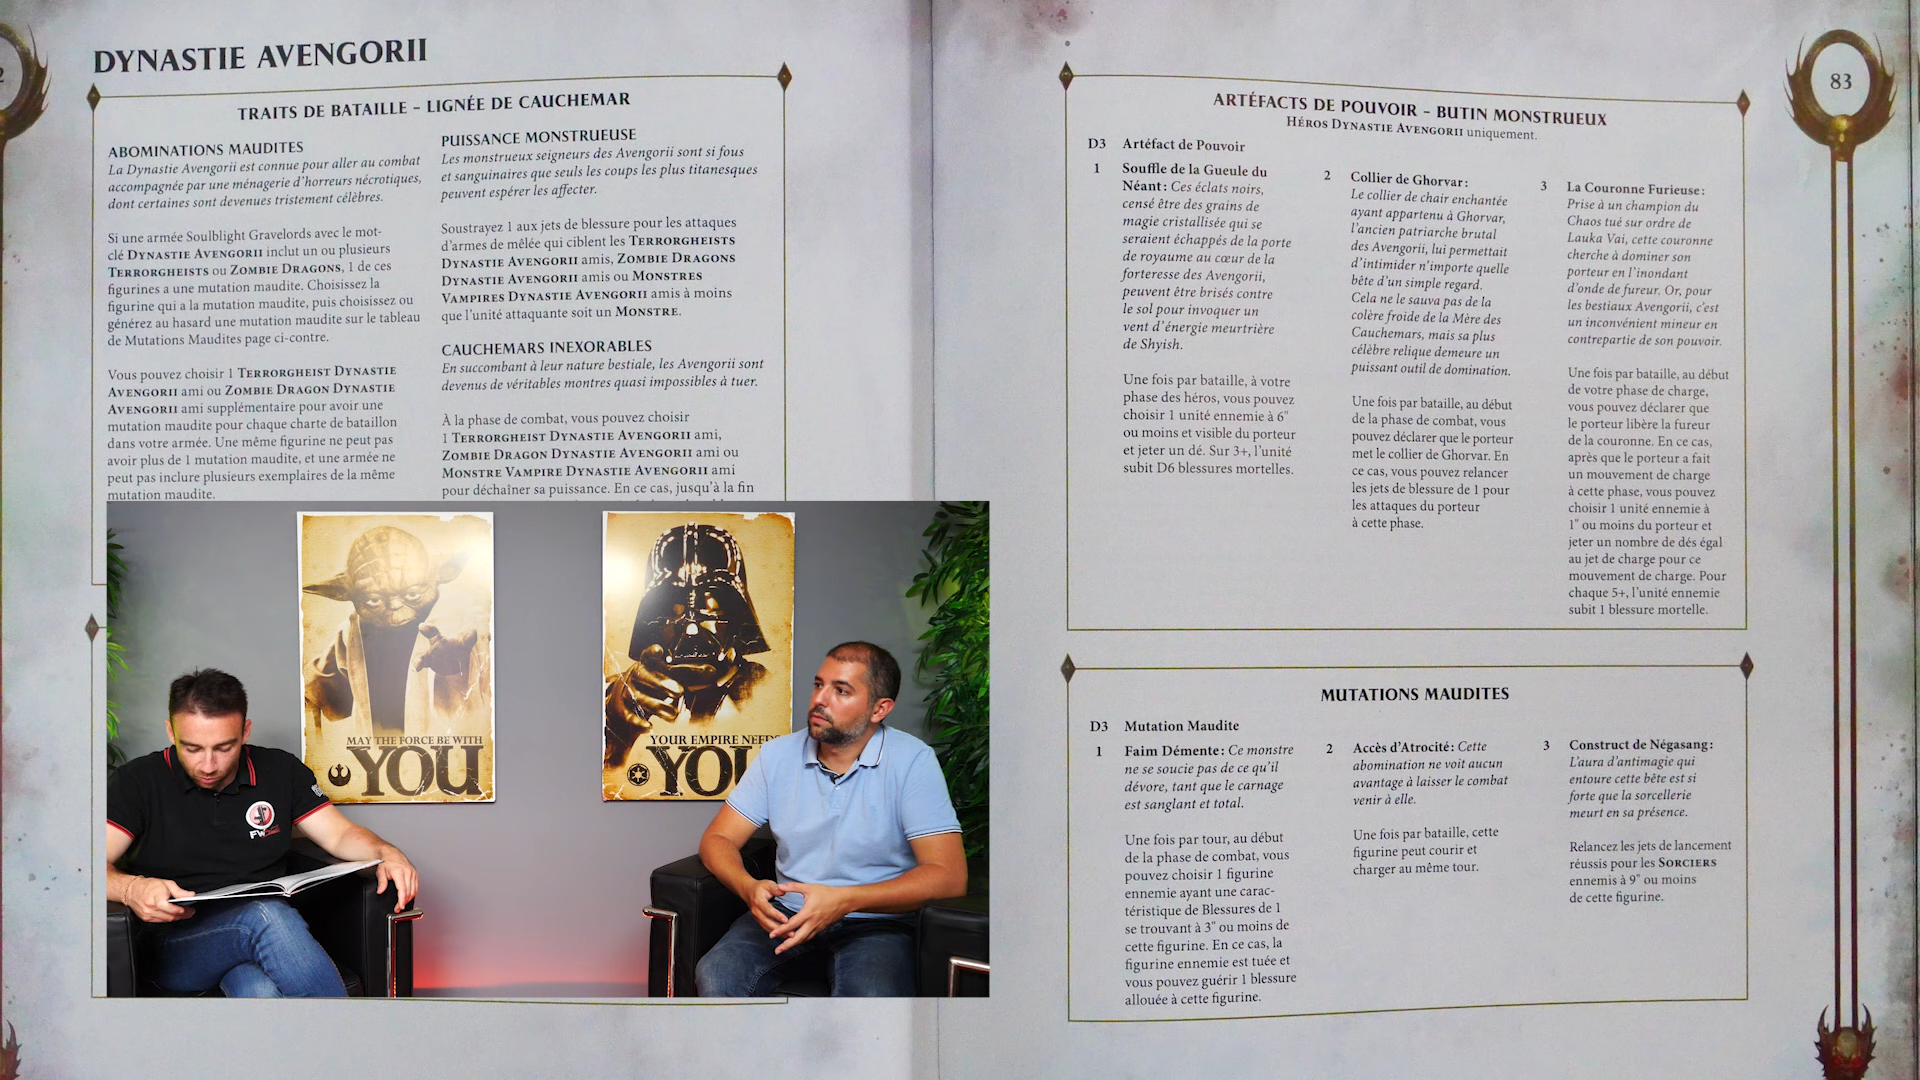 DYNASTIE AVENGORII
TRAITS DE BATAILLE – LIGNÉE DE CAUCHEMAR
ABOMINATIONS MAUDITES
La Dynastie Avengorii est connue pour aller au combat
accompagnée par une ménagerie d'horreurs nécrotiques,
dont certaines sont devenues tristement célèbres.
Si une armée Soulblight Gravelords avec le mot-
clé DYNASTIE AVENGORII inclut un ou plusieurs
TERRORGHEISTS ou ZOMBIE DRAGONS, 1 de ces
figurines a une mutation maudite. Choisissez la
figurine qui a la mutation maudite, puis choisissez ou
générez au hasard une mutation maudite sur le tableau
de Mutations Maudites page ci-contre.
Vous pouvez choisir 1 TERRORGHEIST DYNASTIE
AVENGORII ami ou ZOMBIE DRAGON DYNASTIE
AVENGORII ami supplémentaire pour avoir une
mutation maudite pour chaque charte de bataillon
dans votre armée. Une même figurine ne peut pas
avoir plus de 1 mutation maudite, et une armée ne
peut pas inclure plusieurs exemplaires de la même
mutation maudite.
PUISSANCE MONSTRUEUSE
Les monstrueux seigneurs des Avengorii sont si fous
et sanguinaires que seuls les coups les plus titanesques
peuvent espérer les affecter.
Soustrayez 1 aux jets de blessure pour les attaques
d'armes de mêlée qui ciblent les TERRORGHEISTS
DYNASTIE AVENGORII amis, ZOMBIE DRAGONS
DYNASTIE AVENGORII amis ou MONSTRES
VAMPIRES DYNASTIE AVENGORII amis à moins
que l'unité attaquante soit un MONSTRE.
CAUCHEMARS INEXORABLES
En succombant à leur nature bestiale, les Avengorii sont
devenus de véritables montres quasi impossibles à tuer.
À la phase de combat, vous pouvez choisir
1 TERRORGHEIST DYNASTIE AVENGORII ami,
ZOMBIE DRAGON DYNASTIE AVENGORII ami ou
MONSTRE VAMPIRE DYNASTIE AVENGORII ami
pour déchaîner sa puissance. En ce cas, jusqu'à la fin
MAY THE FORCE BE WITH
YOU
YOUR EMPIRE NEEDS
YOU
FW
83
ARTÉFACTS DE POUVOIR – BUTIN MONSTRUEUX
HÉROS DYNASTIE AVENGORII uniquement.
D3 Artéfact de Pouvoir
1 Souffle de la Gueule du
Néant: Ces éclats noirs,
censé être des grains de
magie cristallisée qui se
seraient échappés de la porte
de royaume au cœur de la
forteresse des Avengorii,
peuvent être brisés contre
le sol pour invoquer un
vent d'énergie meurtrière
de Shyish.
Une fois par bataille, à votre
phase des héros, vous pouvez
choisir 1 unité ennemie à 6"
ou moins et visible du porteur
et jeter un dé. Sur 3+, l'unité
subit D6 blessures mortelles.
2 Collier de Ghorvar:
Le collier de chair enchantée
ayant appartenu à Ghorvar,
l'ancien patriarche brutal
des Avengorii, lui permettait
d'intimider n'importe quelle
bête d'un simple regard.
Cela ne le sauva pas de la
colère froide de la Mère des
Cauchemars, mais sa plus
célèbre relique demeure un
puissant outil de domination.
Une fois par bataille, au début
de la phase de combat, vous
pouvez déclarer que le porteur
met le collier de Ghorvar. En
ce cas, vous pouvez relancer
les jets de blessure de 1 pour
les attaques du porteur
à cette phase.
3 La Couronne Furieuse:
Prise à un champion du
Chaos tué sur ordre de
Lauka Vai, cette couronne
cherche à dominer son
porteur en l'inondant
d'onde de fureur. Or, pour
les bestiaux Avengorii, c'est
un inconvénient mineur en
contrepartie de son pouvoir.
Une fois par bataille, au début
de votre phase de charge,
vous pouvez déclarer que
le porteur libère la fureur
de la couronne. En ce cas,
après que le porteur a fait
un mouvement de charge
à cette phase, vous pouvez
choisir 1 unité ennemie à
1" ou moins du porteur et
jeter un nombre de dés égal
au jet de charge pour ce
mouvement de charge. Pour
chaque 5+, l'unité ennemie
subit 1 blessure mortelle.
MUTATIONS MAUDITES
D3 Mutation Maudite
1 Faim Démente: Ce monstre
ne se soucie pas de ce qu'il
dévore, tant que le carnage
est sanglant et total.
Une fois par tour, au début
de la phase de combat, vous
pouvez choisir 1 figurine
ennemie ayant une carac-
téristique de Blessures de 1
se trouvant à 3" ou moins de
cette figurine. En ce cas, la
figurine ennemie est tuée et
vous pouvez guérir 1 blessure
allouée à cette figurine.
2 Accès d'Atrocité: Cette
abomination ne voit aucun
avantage à laisser le combat
venir à elle.
Une fois par bataille, cette
figurine peut courir et
charger au même tour.
3 Construct de Négasang:
L'aura d'antimagie qui
entoure cette bête est si
forte que la sorcellerie
meurt en sa présence.
Relancez les jets de lancement
réussis pour les SORCIERS
ennemis à 9" ou moins
de cette figurine.